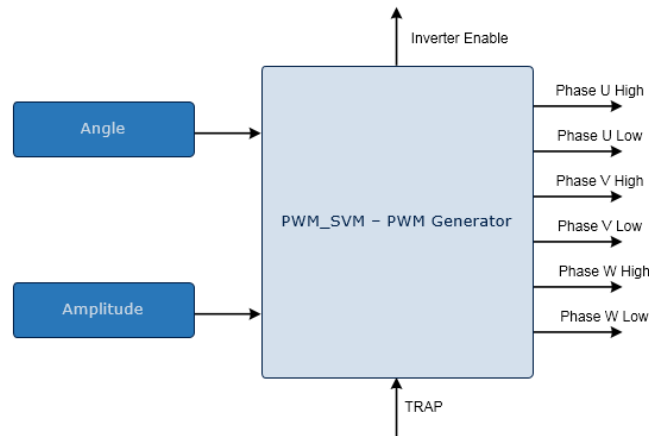 Inverter Enable
Angle
Amplitude
PWM_SVM – PWM Generator
Phase U High
Phase U Low
Phase V High
Phase V Low
Phase W High
Phase W Low
TRAP